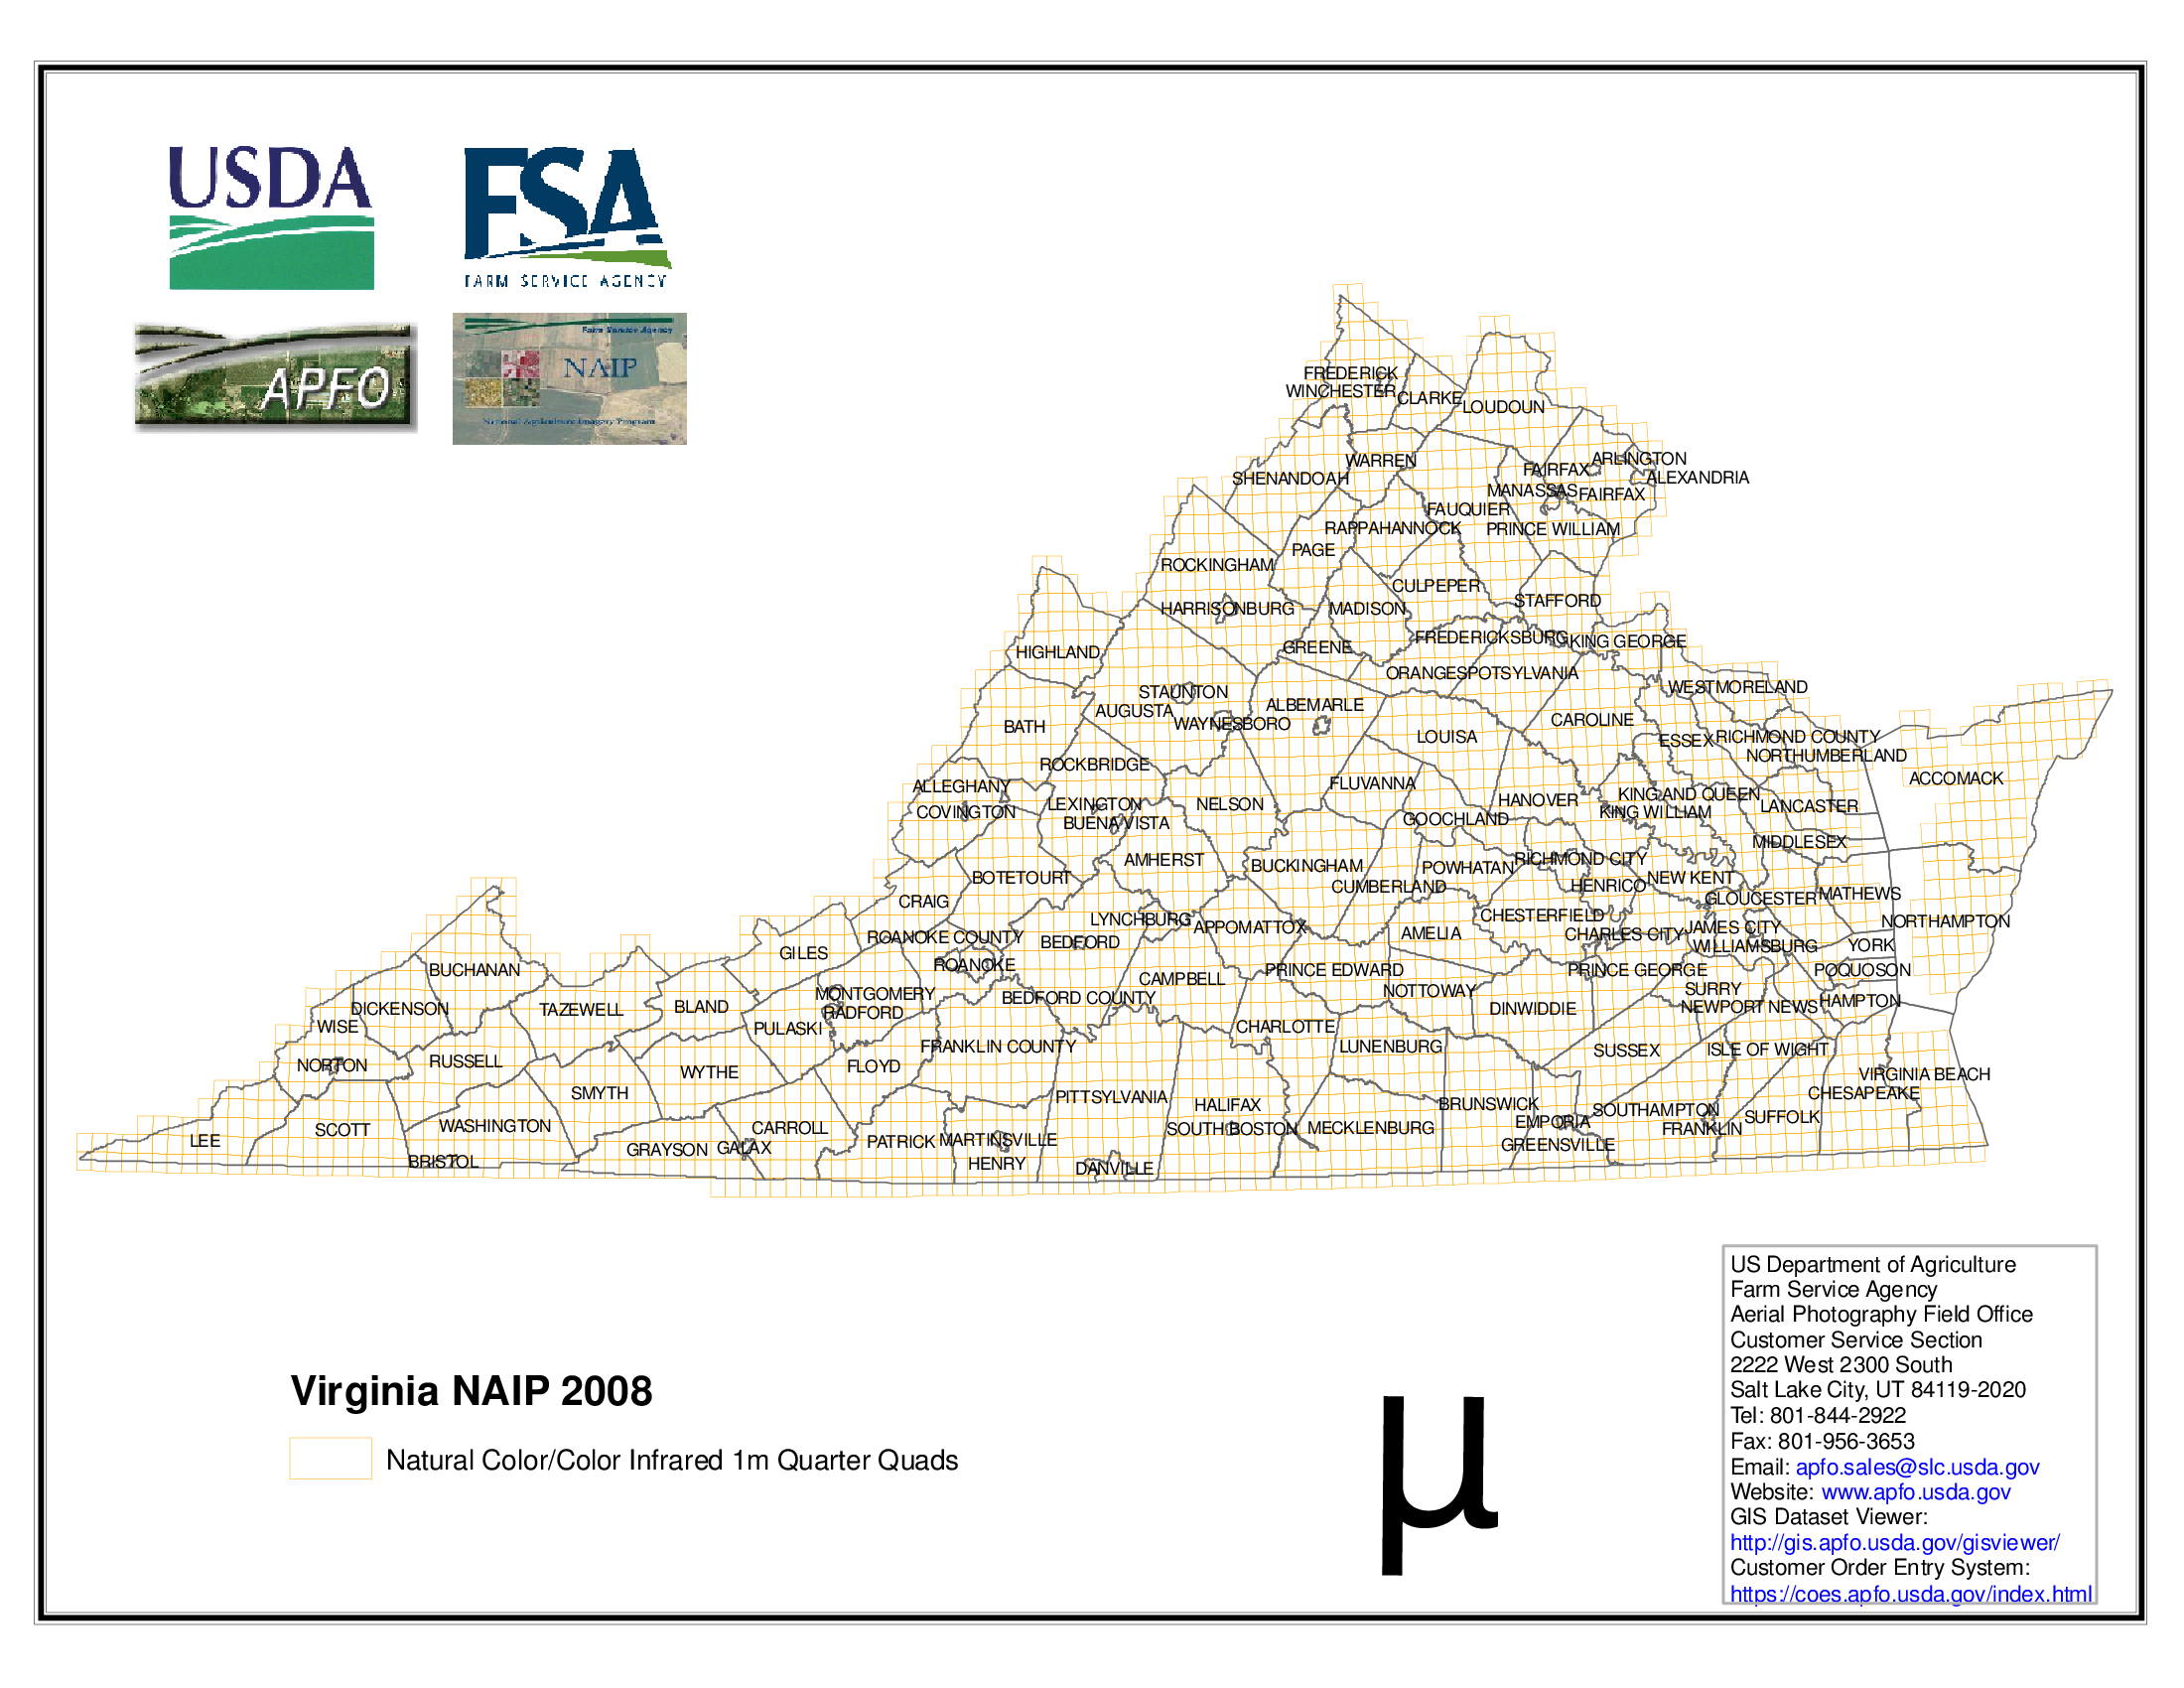 USDA
FSA
FARM SERVICE AGENCY
APFO
Farm Service Agency
NAIP
National Agriculture Imagery Program
FREDERICK
WINCHESTER
CLARKE
LOUDOUN
WARREN
SHENANDOAH
ARLINGTON
FAIRFAX
ALEXANDRIA
MANASSAS
FAIRFAX
FAUQUIER
RAPPAHANNOCK
PRINCE WILLIAM
PAGE
ROCKINGHAM
CULPEPER
STAFFORD
HARRISONBURG
MADISON
GREENE
FREDERICKSBURG
KING GEORGE
HIGHLAND
ORANGE
SPOTSYLVANIA
WESTMORELAND
STAUNTON
AUGUSTA
WAYNESBORO
ALBEMARLE
CAROLINE
BATH
LOUISA
ESSEX
RICHMOND COUNTY
NORTHUMBERLAND
ACCOMACK
ROCKBRIDGE
ALLEGHANY
FLUVANNA
COVINGTON
LEXINGTON
BUENA VISTA
NELSON
HANOVER
KING AND QUEEN
KING WILLIAM
LANCASTER
GOOCHLAND
MIDDLESEX
AMHERST
BUCKINGHAM
POWHATAN
RICHMOND CITY
BOTETOURT
CUMBERLAND
HENRICO
NEW KENT
GLOUCESTER
MATHEWS
CRAIG
LYNCHBURG
APPOMATTOX
CHESTERFIELD
CHARLES CITY
JAMES CITY
WILLIAMSBURG
NORTHAMPTON
ROANOKE COUNTY
BEDFORD
AMELIA
YORK
GILES
ROANOKE
CAMPBELL
PRINCE EDWARD
PRINCE GEORGE
POQUOSON
BUCHANAN
MONTGOMERY
BEDFORD COUNTY
NOTTOWAY
SURRY
HAMPTON
NEWPORT NEWS
DICKENSON
TAZEWELL
BLAND
RADFORD
DINWIDDIE
WISE
PULASKI
CHARLOTTE
NORTON
RUSSELL
WYTHE
FLOYD
FRANKLIN COUNTY
LUNENBURG
SUSSEX
ISLE OF WIGHT
VIRGINIA BEACH
CHESAPEAKE
SMYTH
PITTSYLVANIA
HALIFAX
BRUNSWICK
SOUTHAMPTON
SUFFOLK
EMPORIA
LEE
SCOTT
WASHINGTON
CARROLL
SOUTH BOSTON
MECKLENBURG
FRANKLIN
GREENSVILLE
BRISTOL
GRAYSON
GALAX
PATRICK
MARTINSVILLE
HENRY
DANVILLE
US Department of Agriculture
Farm Service Agency
Aerial Photography Field Office
Customer Service Section
2222 West 2300 South
Salt Lake City, UT 84119-2020
Tel: 801-844-2922
Fax: 801-956-3653
Email: apfo.sales@slc.usda.gov
Website: www.apfo.usda.gov
GIS Dataset Viewer:
http://gis.apfo.usda.gov/gisviewer/
Customer Order Entry System:
https://coes.apfo.usda.gov/index.html
Virginia NAIP 2008
Natural Color/Color Infrared 1m Quarter Quads
µ